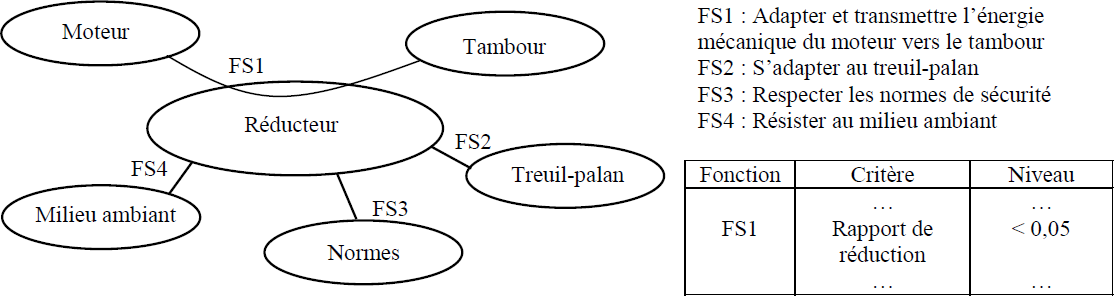 Moteur
Tambour
FS1
Réducteur
FS2
FS4
Treuil-palan
Milieu ambiant
FS3
Normes
FS1 : Adapter et transmettre l’énergie
mécanique du moteur vers le tambour
FS2 : S’adapter au treuil-palan
FS3 : Respecter les normes de sécurité
FS4 : Résister au milieu ambiant
Fonction Critère Niveau
… …
FS1 Rapport de < 0,05
réduction
… …